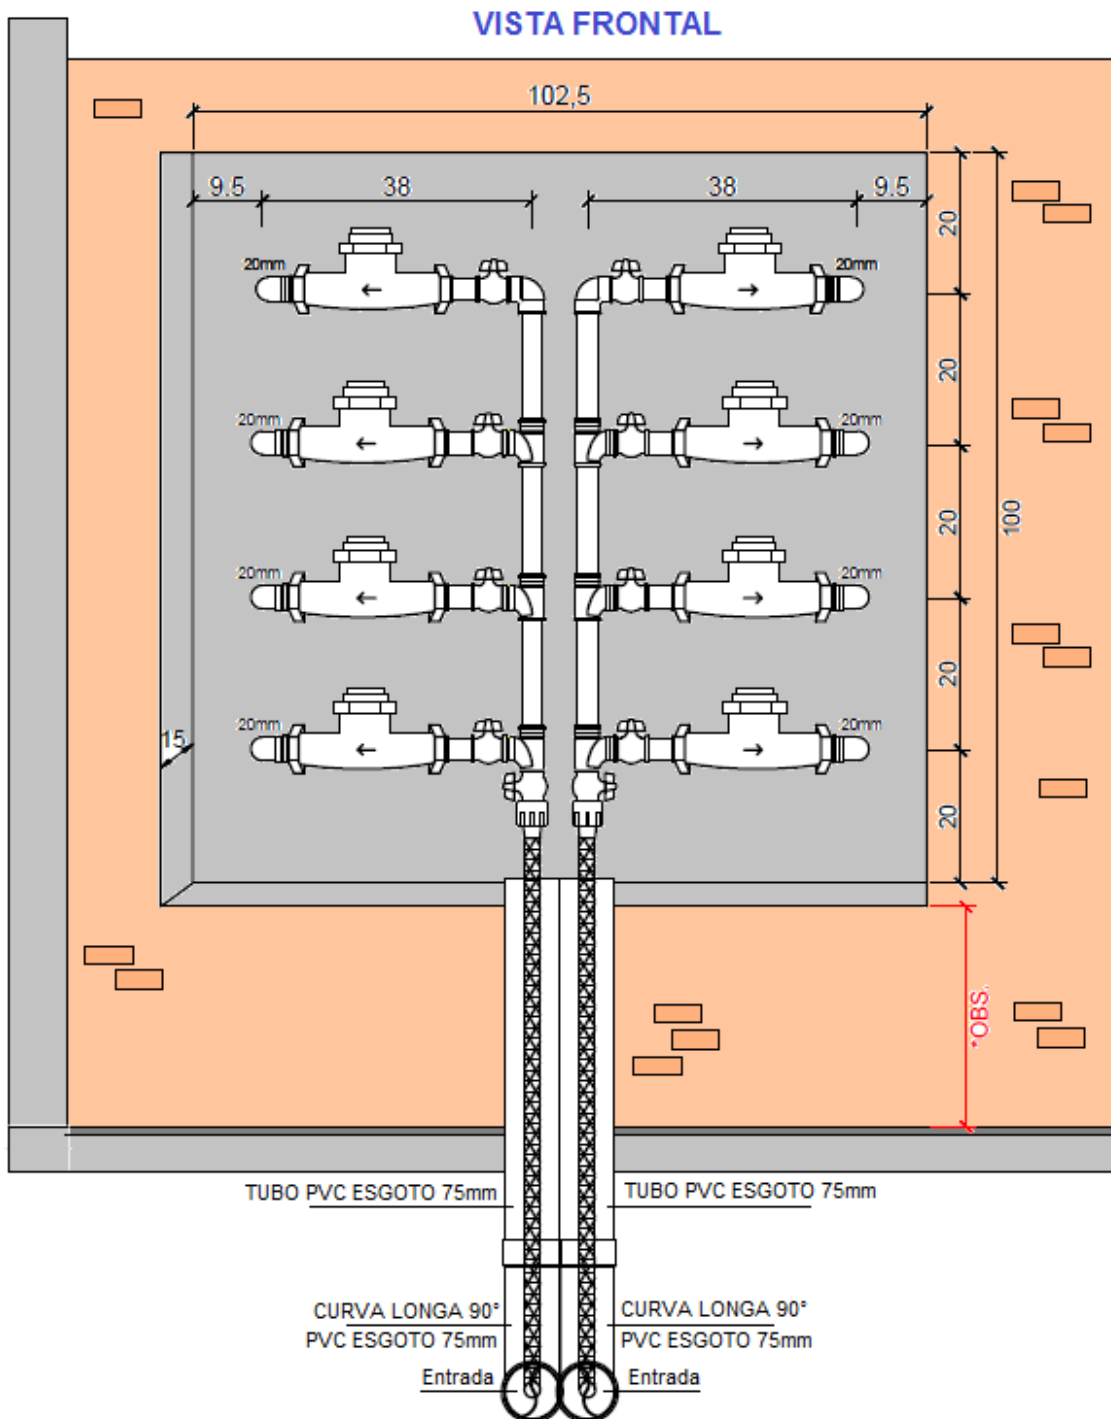 VISTA FRONTAL
102,5
9.5
38
38
9.5
20
20mm
20mm
20
20mm
20mm
20
100
20mm
20mm
20
15
20mm
20mm
20
*OBS.
TUBO PVC ESGOTO 75mm
TUBO PVC ESGOTO 75mm
CURVA LONGA 90°
PVC ESGOTO 75mm
CURVA LONGA 90°
PVC ESGOTO 75mm
Entrada
Entrada